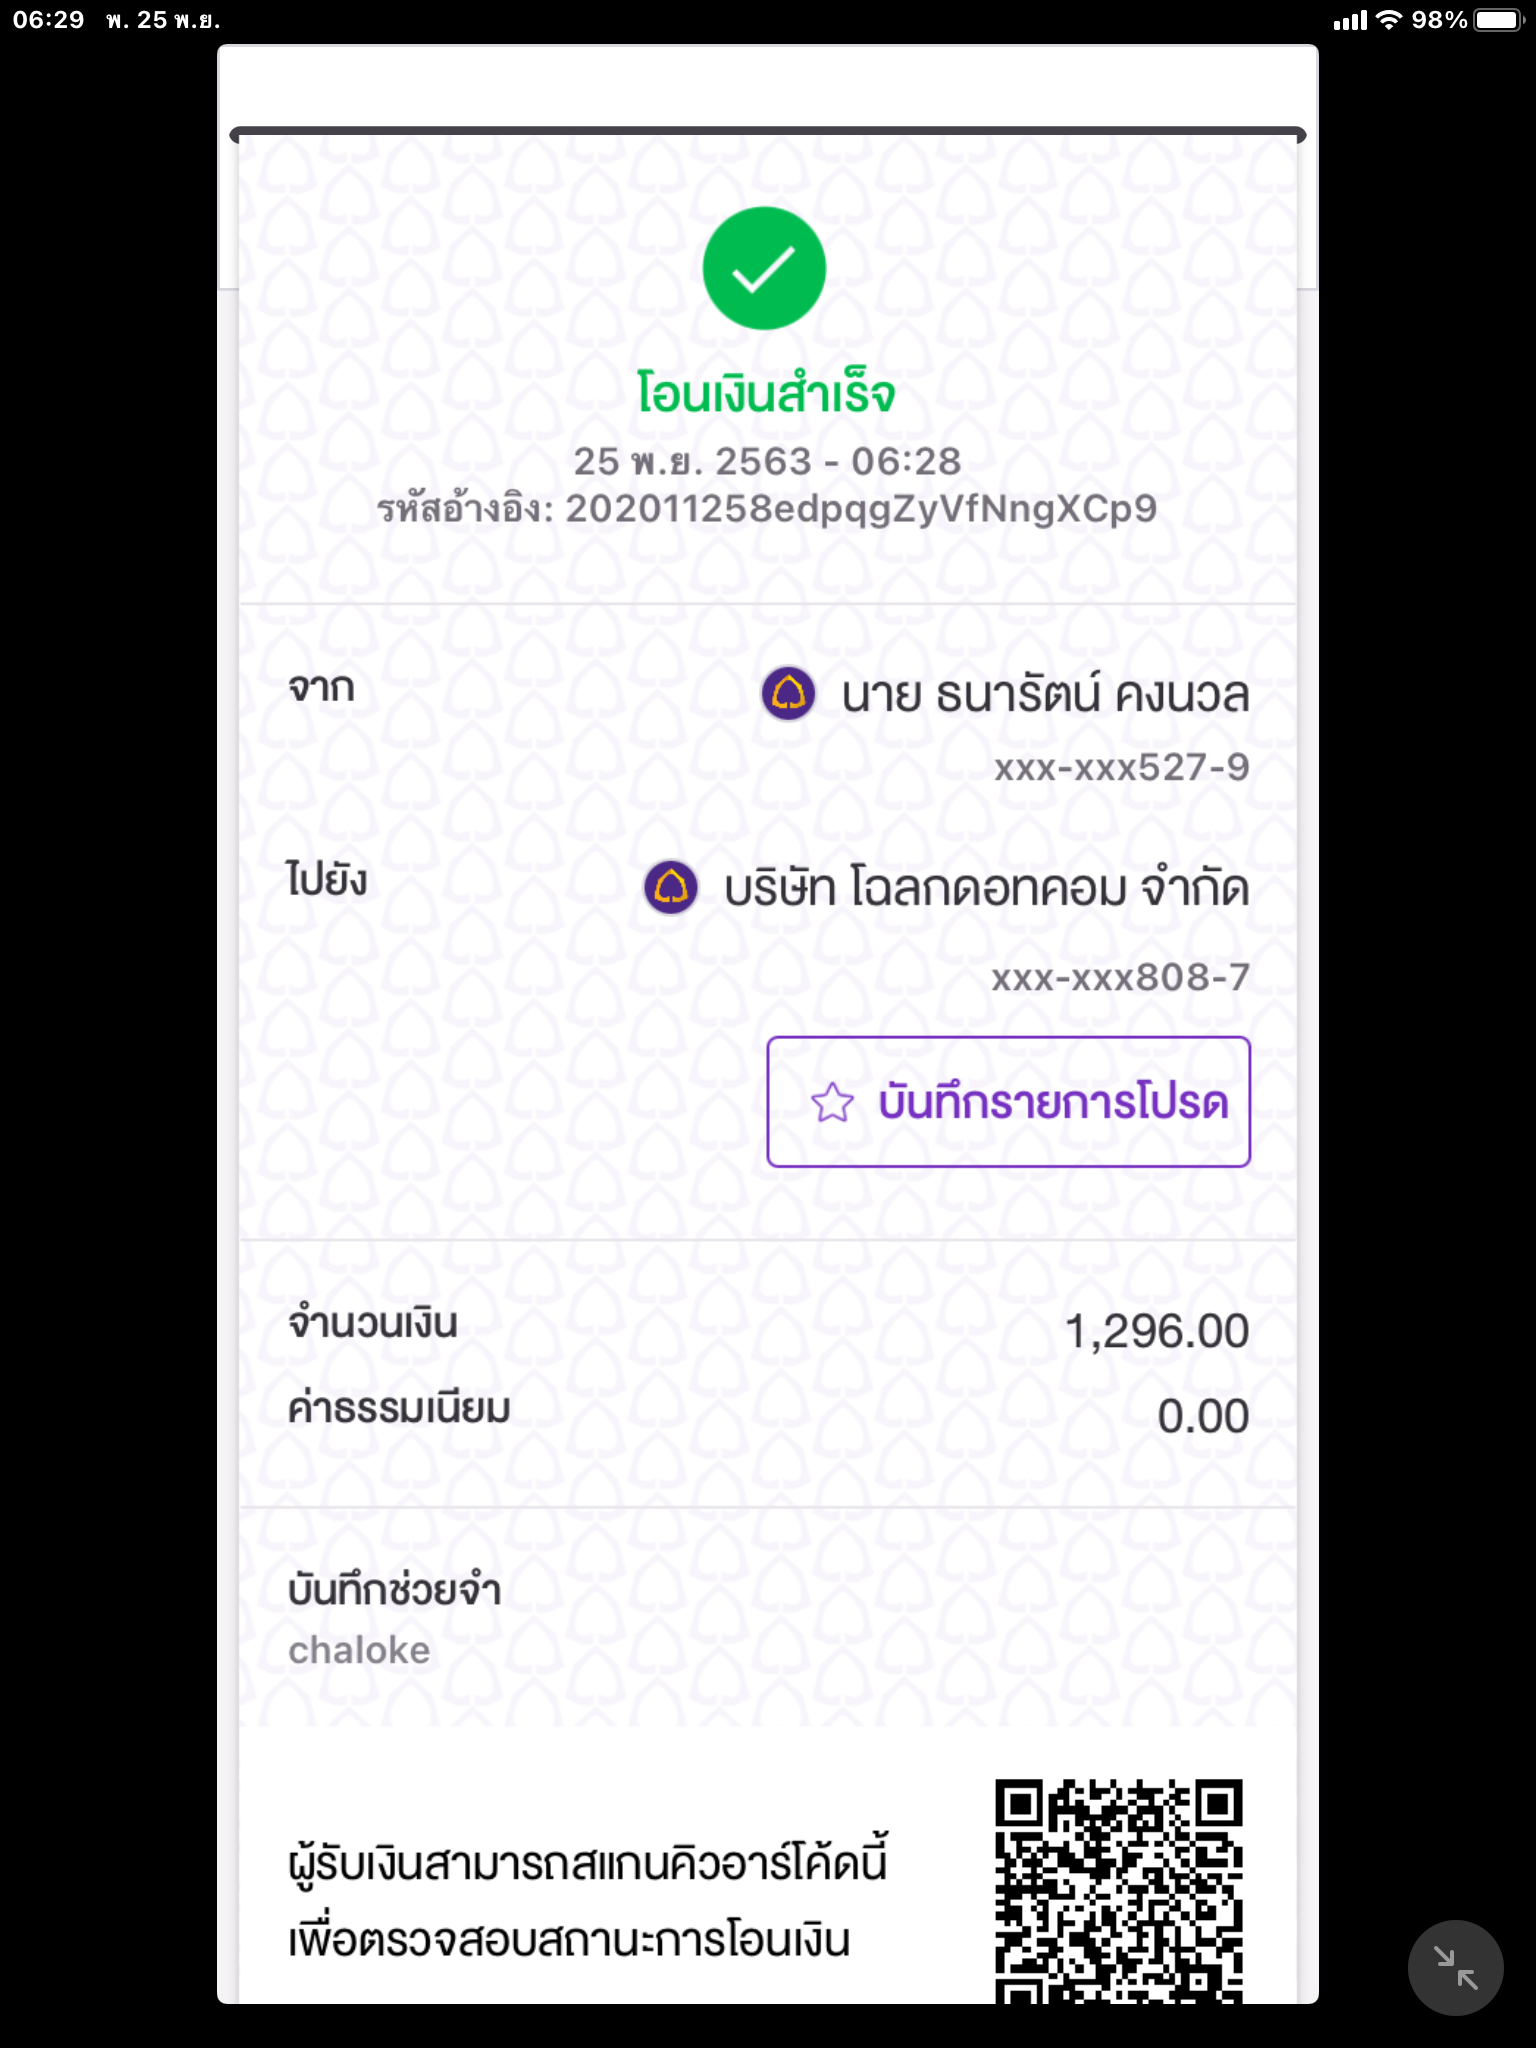 06:29 พ. 25 พ.ย. 98%
โอนเงินสำเร็จ
25 พ.ย. 2563 - 06:28
รหัสอ้างอิง: 202011258edpqgZyVfNngXCp9
จาก นาย ธนารัตน์ คงนวล
xxx-xxx527-9
ไปยัง บริษัท โฉลกดอทคอม จำกัด
xxx-xxx808-7
บันทึกรายการโปรด
จำนวนเงิน 1,296.00
ค่าธรรมเนียม 0.00
บันทึกช่วยจำ
chaloke
ผู้รับเงินสามารถสแกนคิวอาร์โค้ดนี้
เพื่อตรวจสอบสถานะการโอนเงิน